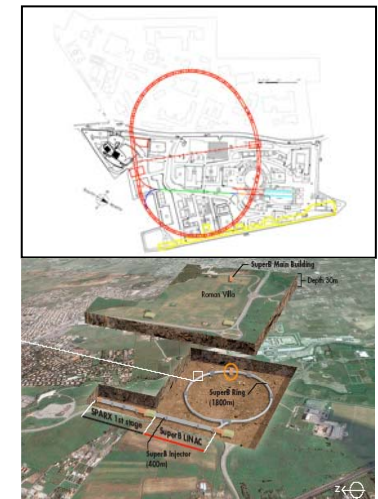 SuperB Main Building
Depth 50m
Roman Villa
SuperB Ring
(1800m)
SPARX 1st stage
SuperB LINAC
SuperB Injector
(400m)
Z